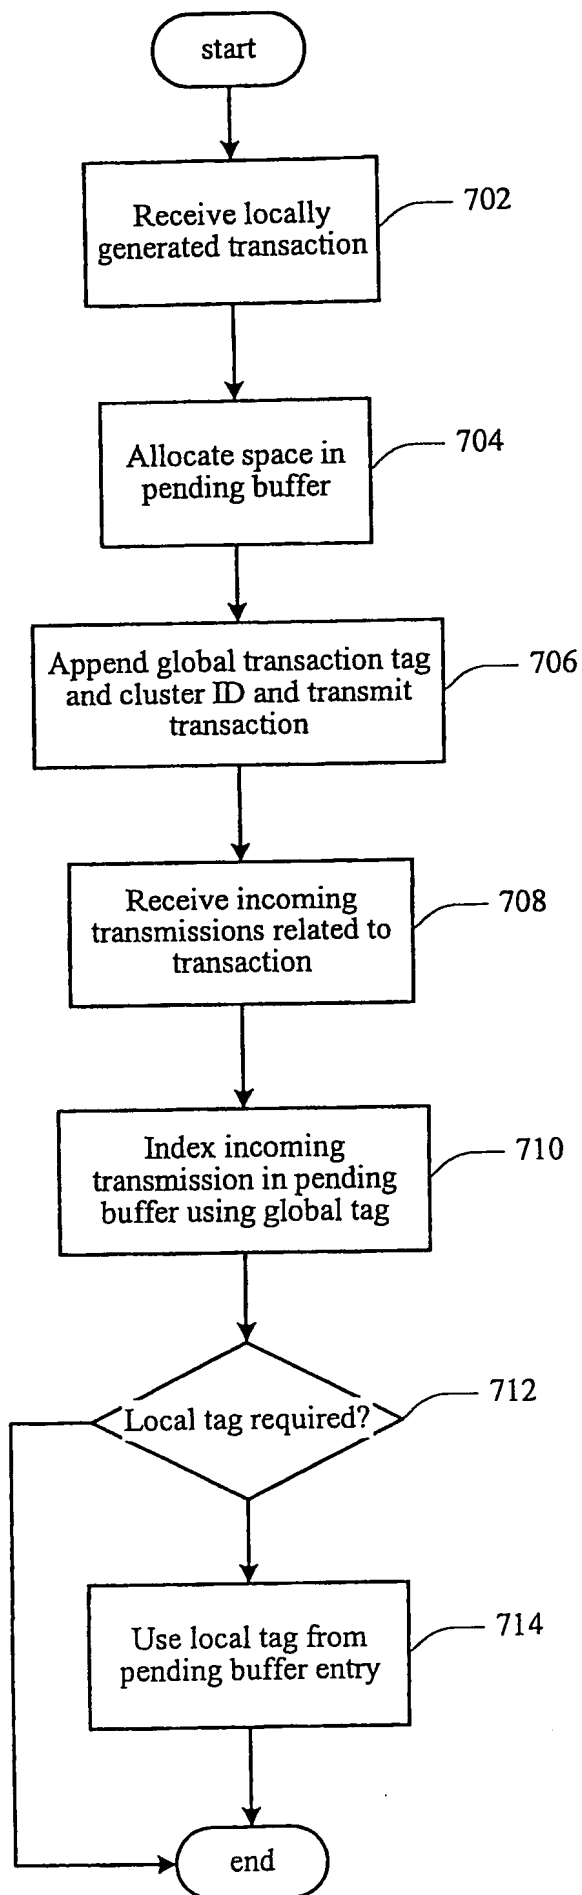 start
Receive locally
generated transaction
702
Allocate space in
pending buffer
704
Append global transaction tag
and cluster ID and transmit
transaction
706
Receive incoming
transmissions related to
transaction
708
Index incoming
transmission in pending
buffer using global tag
710
Local tag required?
712
Use local tag from
pending buffer entry
714
end